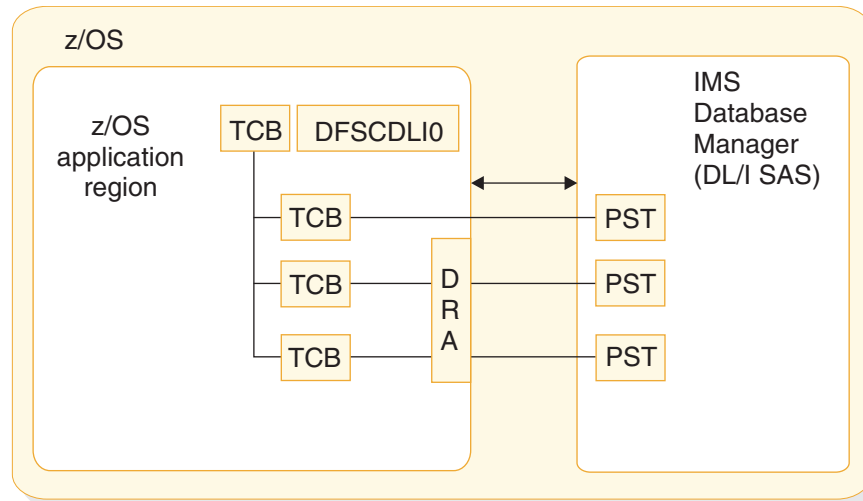 z/OS
z/OS
application
region
TCB
DFSCDLI0
IMS
Database
Manager
(DL/I SAS)
TCB
PST
TCB
D
R
A
PST
TCB
PST